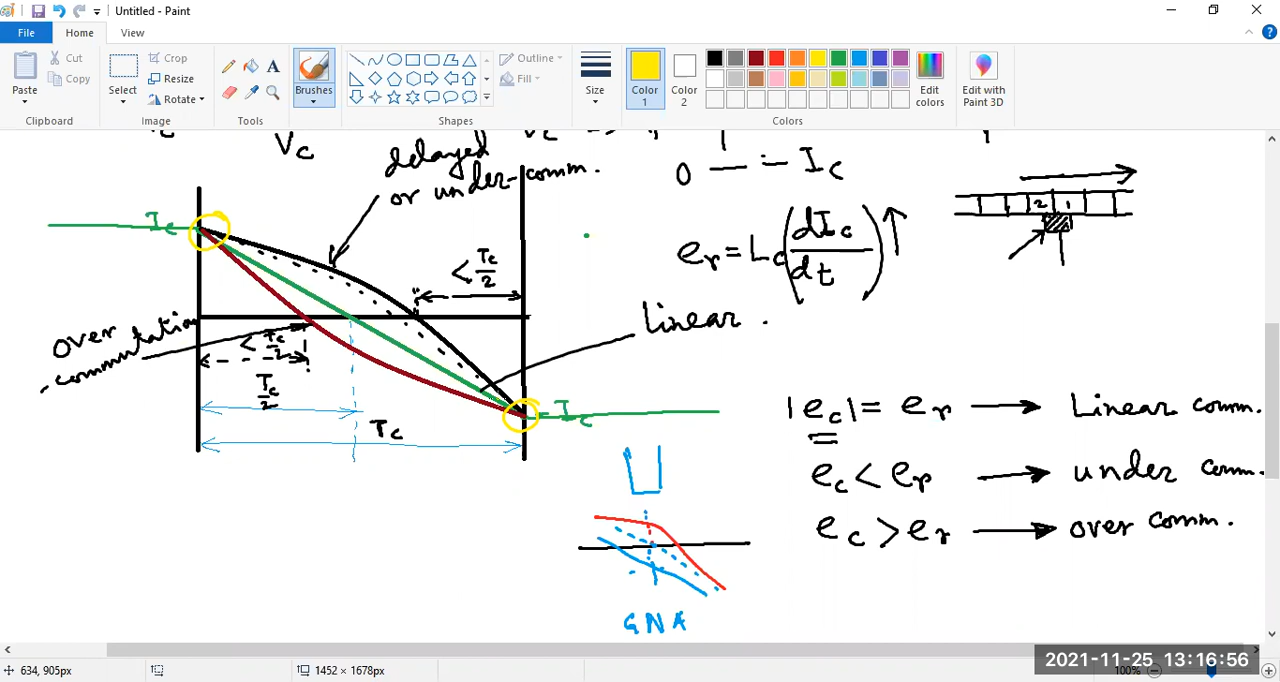 Untitled - Paint
File
Home
View
Paste
Cut
Copy
Clipboard
Select
Crop
Resize
Rotate
Image
Tools
Brushes
Outline
Fill
Shapes
Size
Color 1
Color 2
Edit colors
Edit with Paint 3D
Colors
Vc
delayed
or under-comm.
0 — = Ic
2 1
Ic
er = Lc (dIc/dt) ↑
< Tc/2
linear .
over
commutation
< Tc/2
Tc/2
Tc
-Ic
|ec| = er → Linear comm.
ec < er → under comm.
ec > er → over comm.
GNA
634, 905px
1452 × 1678px
100%
2021-11-25 13:16:56